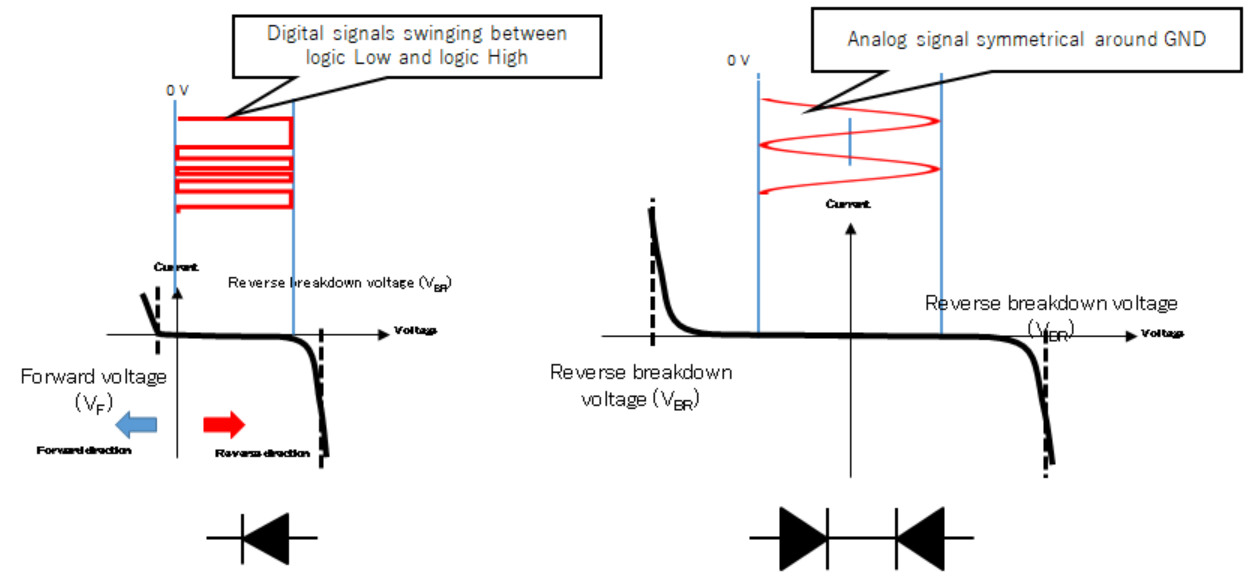 Digital signals swinging between
logic Low and logic High
0 V
Current
Reverse breakdown voltage (VBR)
Voltage
Forward voltage
(VF)
Forward direction
Reverse direction
Analog signal symmetrical around GND
0 V
Current
Reverse breakdown voltage
(VBR)
Voltage
Reverse breakdown
voltage (VBR)